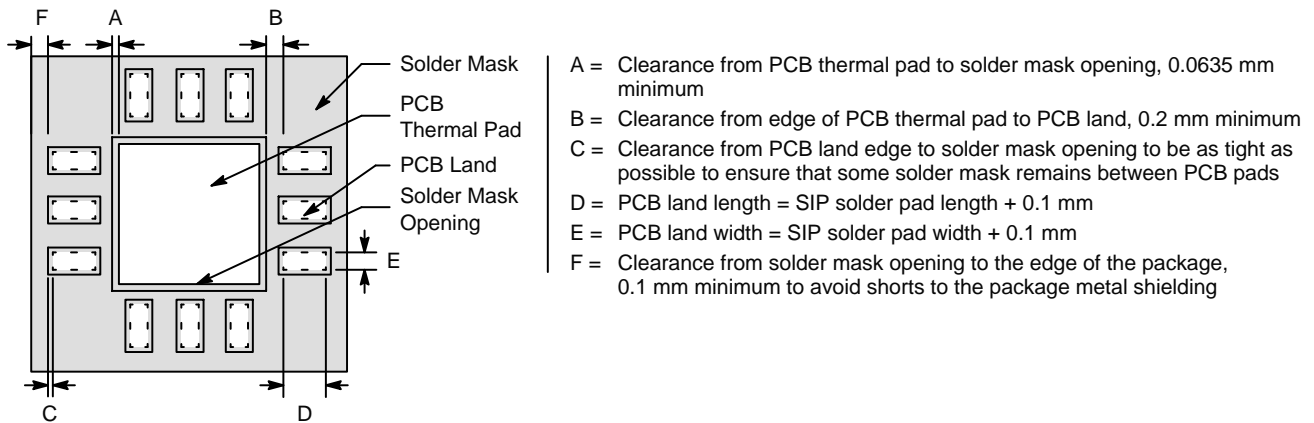 F
A
B
Solder Mask
PCB
Thermal Pad
PCB Land
Solder Mask
Opening
E
C
D
A = Clearance from PCB thermal pad to solder mask opening, 0.0635 mm
minimum
B = Clearance from edge of PCB thermal pad to PCB land, 0.2 mm minimum
C = Clearance from PCB land edge to solder mask opening to be as tight as
possible to ensure that some solder mask remains between PCB pads
D = PCB land length = SIP solder pad length + 0.1 mm
E = PCB land width = SIP solder pad width + 0.1 mm
F = Clearance from solder mask opening to the edge of the package,
0.1 mm minimum to avoid shorts to the package metal shielding